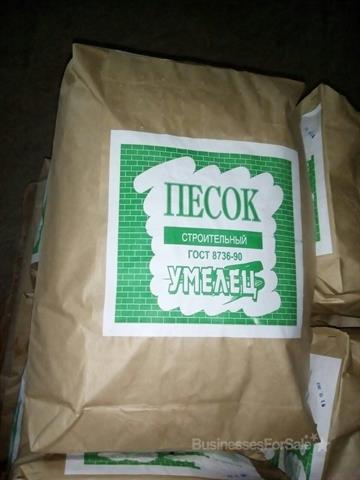 ПЕСОК
СТРОИТЕЛЬНЫЙ
ГОСТ 8736-90
УМЕЛЕЦ
BusinessesForSale